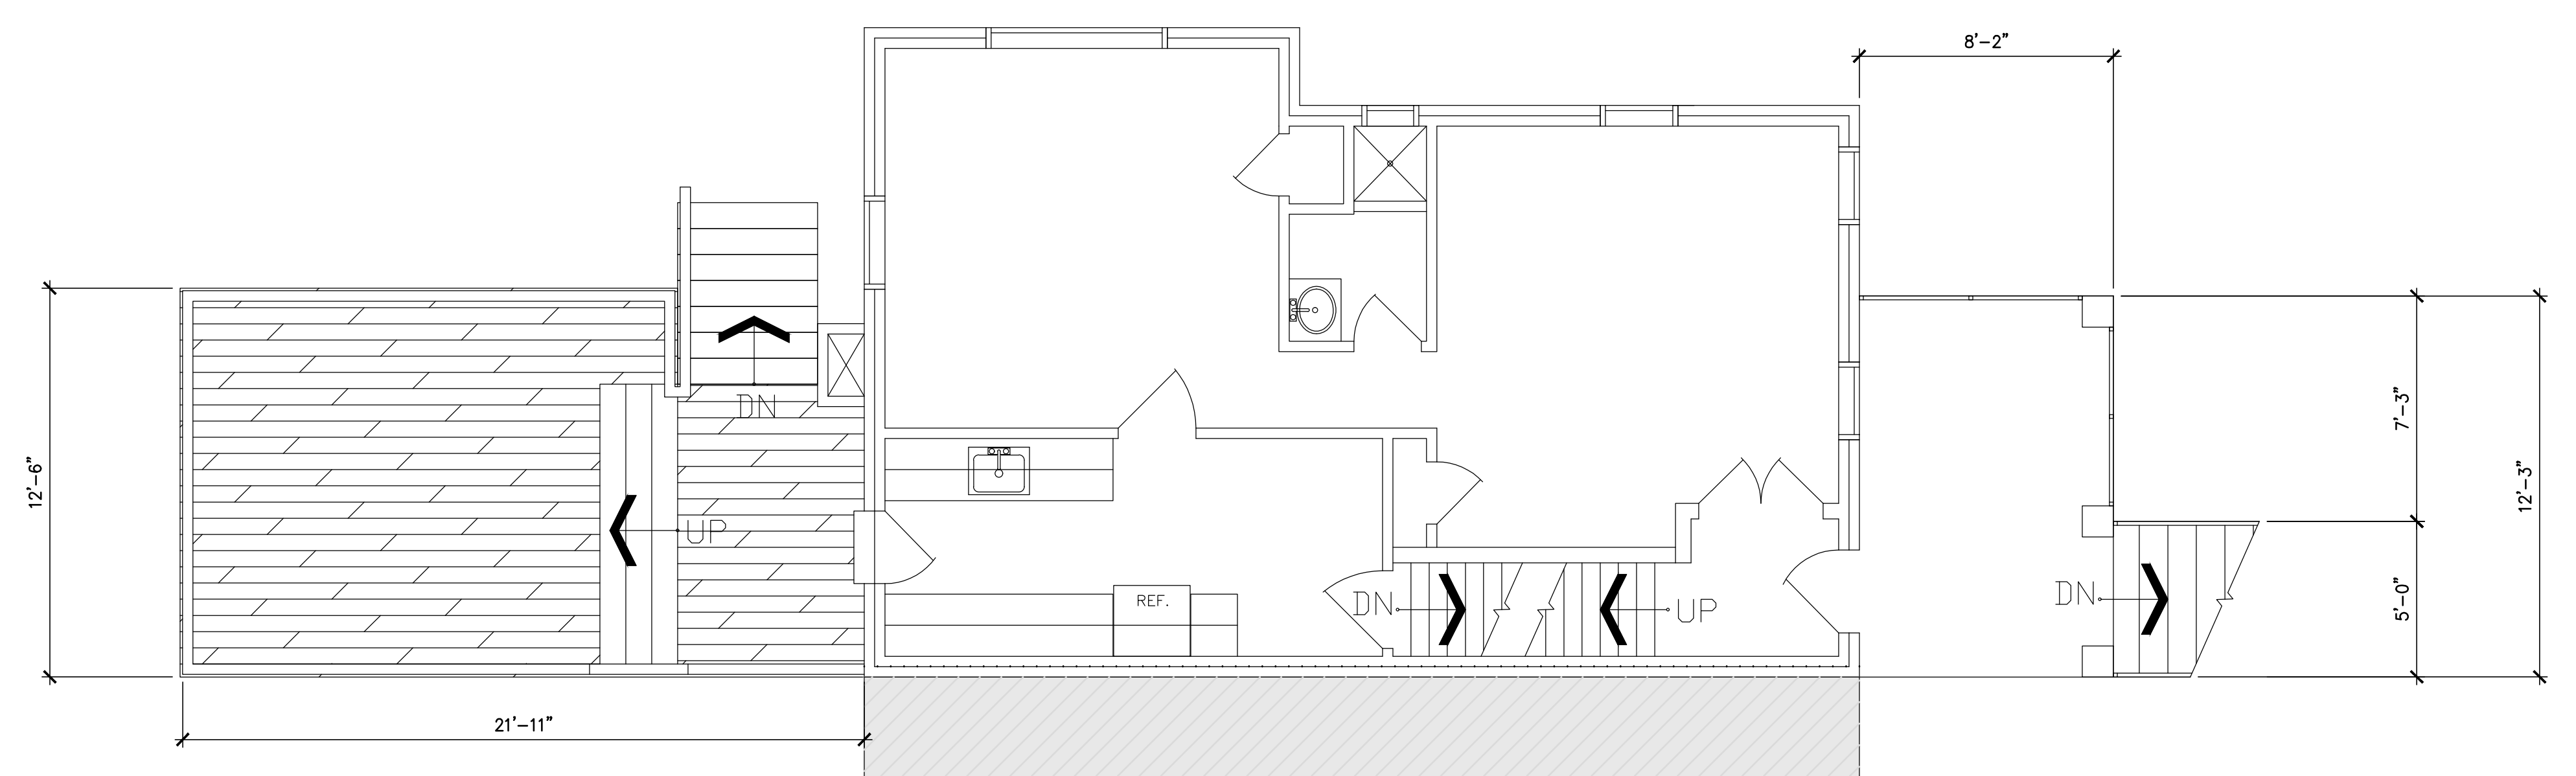 8'-2"
DN
12'-6"
7'-3"
12'-3"
UP
REF.
DN
UP
DN
5'-0"
21'-11"